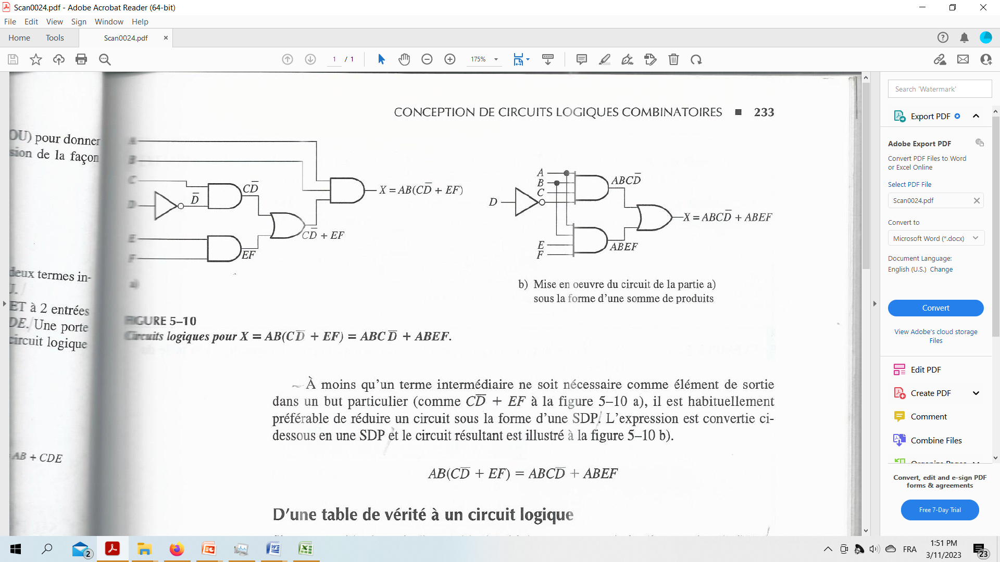 Scan0024.pdf - Adobe Acrobat Reader (64-bit)
File Edit View Sign Window Help
Home Tools Scan0024.pdf ×
1 / 1 175%
CONCEPTION DE CIRCUITS LOGIQUES COMBINATOIRES ■ 233
OU) pour donner
sion de la façon
deux termes in-
ET à 2 entrées
DE. Une porte
circuit logique
AB + CDE
A
B
C
D
E
F
D̅
CD̅
EF
CD̅ + EF
X = AB(CD̅ + EF)
a)
A
B
C
D
E
F
ABCD̅
ABEF
X = ABCD̅ + ABEF
b) Mise en oeuvre du circuit de la partie a)
sous la forme d'une somme de produits
FIGURE 5–10
Circuits logiques pour X = AB(CD̅ + EF) = ABCD̅ + ABEF.
À moins qu'un terme intermédiaire ne soit nécessaire comme élément de sortie
dans un but particulier (comme CD̅ + EF à la figure 5–10 a), il est habituellement
préférable de réduire un circuit sous la forme d'une SDP. L'expression est convertie ci-
dessous en une SDP et le circuit résultant est illustré à la figure 5–10 b).
AB(CD̅ + EF) = ABCD̅ + ABEF
D'une table de vérité à un circuit logique
Search 'Watermark'
Export PDF
Adobe Export PDF
Convert PDF Files to Word
or Excel Online
Select PDF File
Scan0024.pdf
Convert to
Microsoft Word (*.docx)
Document Language:
English (U.S.) Change
Convert
View Adobe's cloud storage
Files
Edit PDF
Create PDF
Comment
Combine Files
Organize Pages
Convert, edit and e-sign PDF
forms & agreements
Free 7-Day Trial
2
FRA
1:51 PM
3/11/2023
23